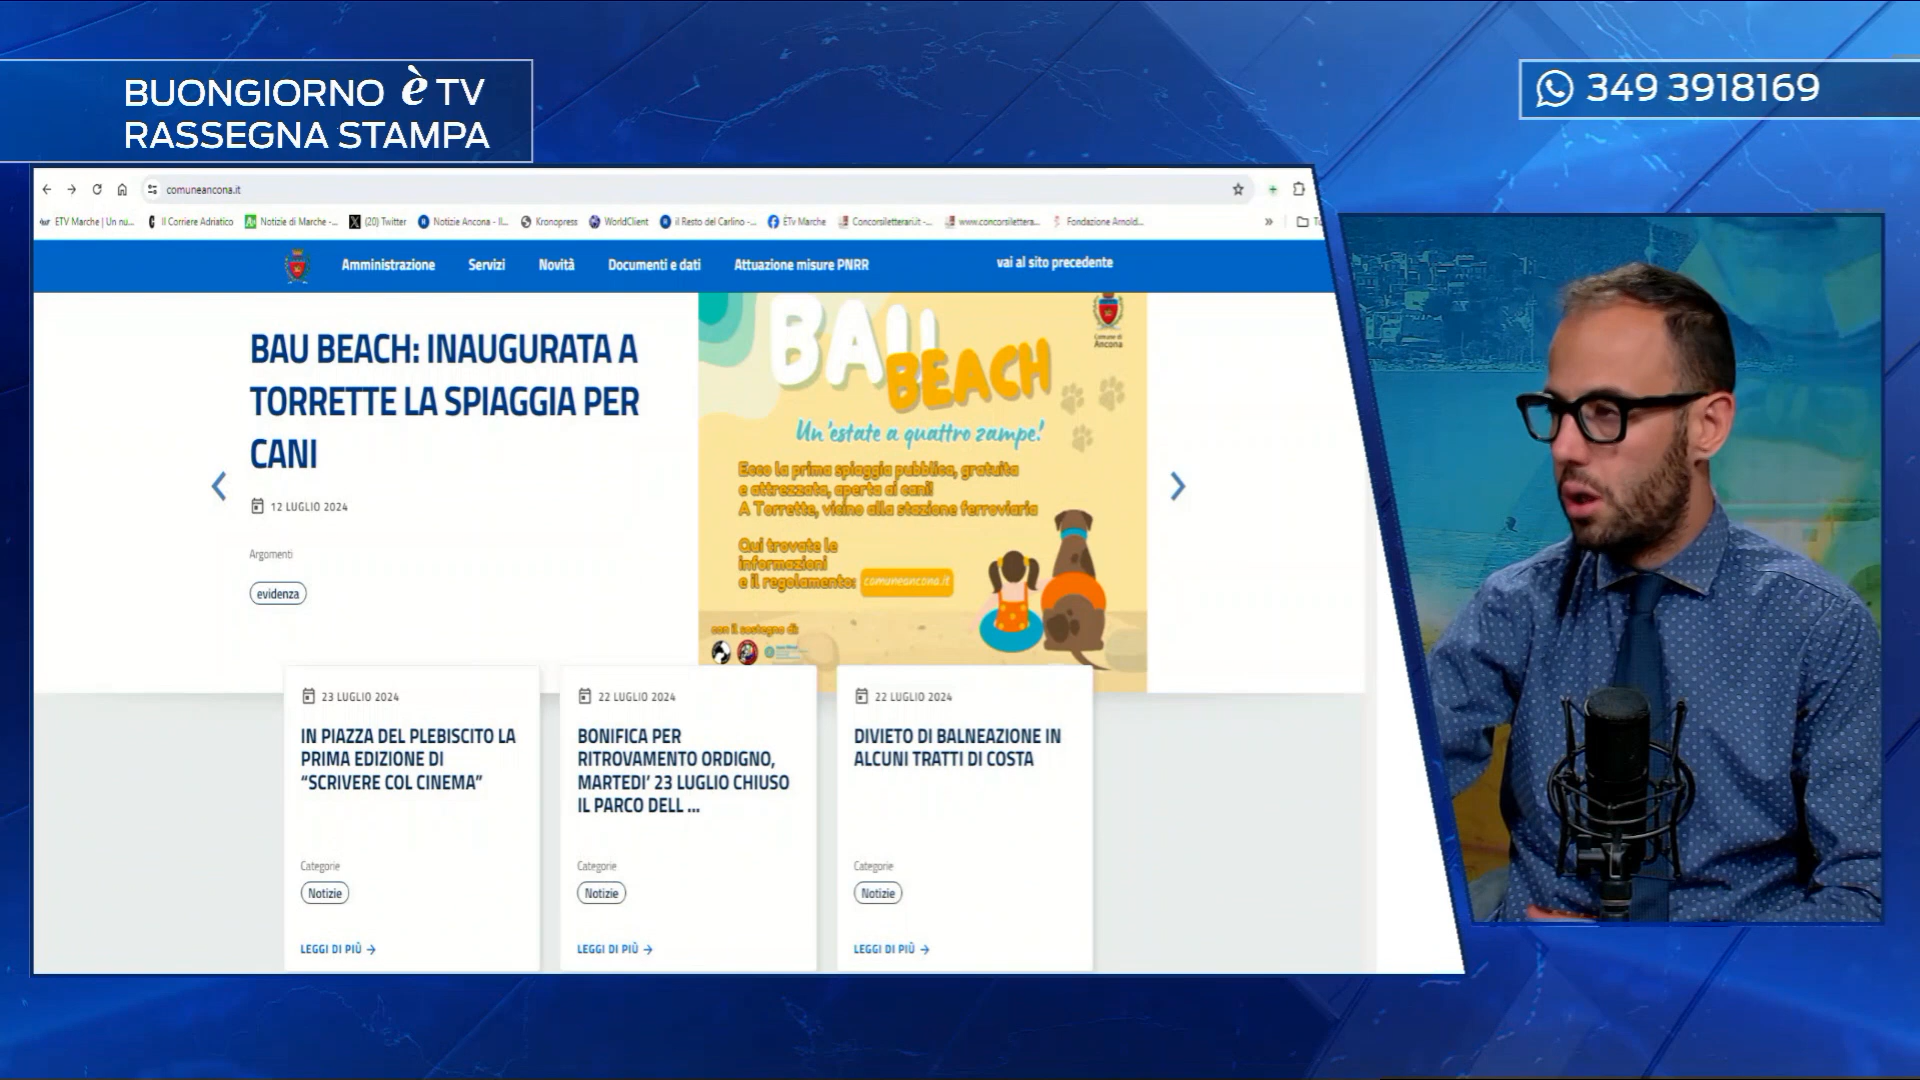 BUONGIORNO è TV
RASSEGNA STAMPA
349 3918169
comuneancona.it
ETV Marche | Un nu...
Il Corriere Adriatico
Notizie di Marche -...
(20) Twitter
Notizie Ancona - Il...
Kronopress
WorldClient
il Resto del Carlino -...
ÈTv Marche
Concorsiletterari.it -...
www.concorsilettera...
Fondazione Arnold...
Amministrazione
Servizi
Novità
Documenti e dati
Attuazione misure PNRR
vai al sito precedente
BAU BEACH: INAUGURATA A
TORRETTE LA SPIAGGIA PER
CANI
12 LUGLIO 2024
Argomenti
evidenza
BAU
BEACH
Comune di
Ancona
Un'estate a quattro zampe!
Ecco la prima spiaggia pubblica, gratuita
e attrezzata, aperta ai cani!
A Torrette, vicino alla stazione ferroviaria
Qui trovate le
informazioni
e il regolamento: comuneancona.it
con il sostegno di:
23 LUGLIO 2024
IN PIAZZA DEL PLEBISCITO LA
PRIMA EDIZIONE DI
“SCRIVERE COL CINEMA”
Categorie
Notizie
LEGGI DI PIÙ →
22 LUGLIO 2024
BONIFICA PER
RITROVAMENTO ORDIGNO,
MARTEDI’ 23 LUGLIO CHIUSO
IL PARCO DELL ...
Categorie
Notizie
LEGGI DI PIÙ →
22 LUGLIO 2024
DIVIETO DI BALNEAZIONE IN
ALCUNI TRATTI DI COSTA
Categorie
Notizie
LEGGI DI PIÙ →